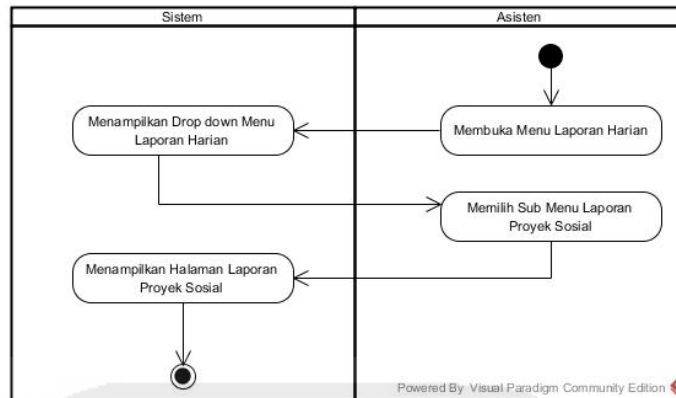 Sistem
Asisten
Membuka Menu Laporan Harian
Menampilkan Drop down Menu
Laporan Harian
Memilih Sub Menu Laporan
Proyek Sosial
Menampilkan Halaman Laporan
Proyek Sosial
Powered By Visual Paradigm Community Edition